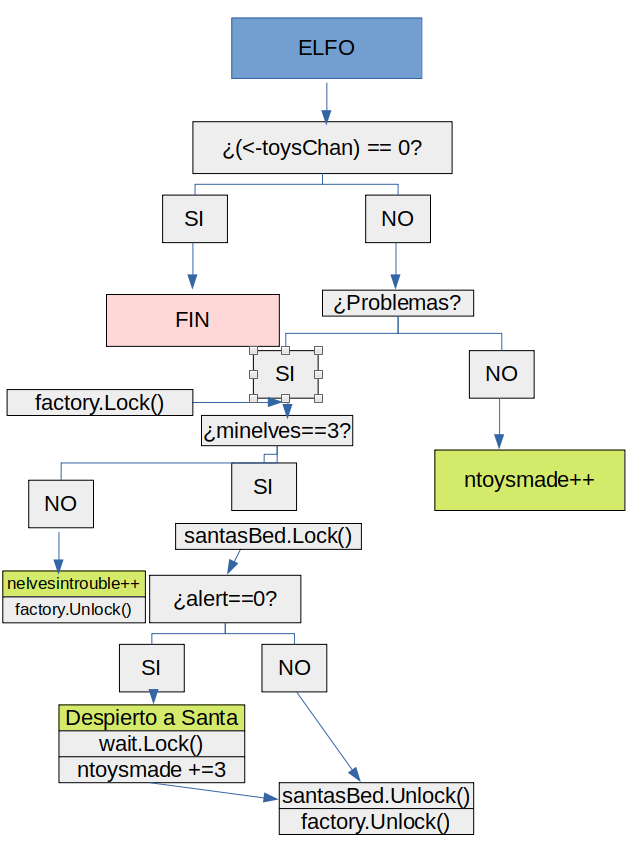 ELFO
¿(<-toysChan) == 0?
SI
NO
FIN
¿Problemas?
SI
NO
factory.Lock()
¿minelves==3?
ntoysmade++
NO
SI
santasBed.Lock()
nelvesintrouble++
factory.Unlock()
¿alert==0?
SI
NO
Despierto a Santa
wait.Lock()
ntoysmade +=3
santasBed.Unlock()
factory.Unlock()